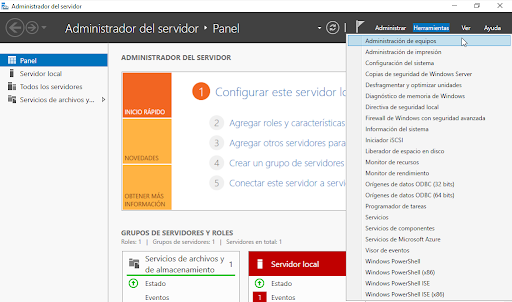 Administrador del servidor
Administrador del servidor • Panel
Administrar
Herramientas
Ver
Ayuda
Panel
Servidor local
Todos los servidores
Servicios de archivos y...
ADMINISTRADOR DEL SERVIDOR
INICIO RÁPIDO
NOVEDADES
OBTENER MÁS
INFORMACIÓN
1 Configurar este servidor lo
2 Agregar roles y características
3 Agregar otros servidores para
4 Crear un grupo de servidores
5 Conectar este servidor a servi
GRUPOS DE SERVIDORES Y ROLES
Roles: 1 | Grupos de servidores: 1 | Servidores en total: 1
Servicios de archivos y
de almacenamiento
1
Estado
Eventos
Servidor local
Estado
1 Eventos
Administración de equipos
Administración de impresión
Configuración del sistema
Copias de seguridad de Windows Server
Desfragmentar y optimizar unidades
Diagnóstico de memoria de Windows
Directiva de seguridad local
Firewall de Windows con seguridad avanzada
Información del sistema
Iniciador iSCSI
Liberador de espacio en disco
Monitor de recursos
Monitor de rendimiento
Orígenes de datos ODBC (32 bits)
Orígenes de datos ODBC (64 bits)
Programador de tareas
Servicios
Servicios de componentes
Servicios de Microsoft Azure
Visor de eventos
Windows PowerShell
Windows PowerShell (x86)
Windows PowerShell ISE
Windows PowerShell ISE (x86)